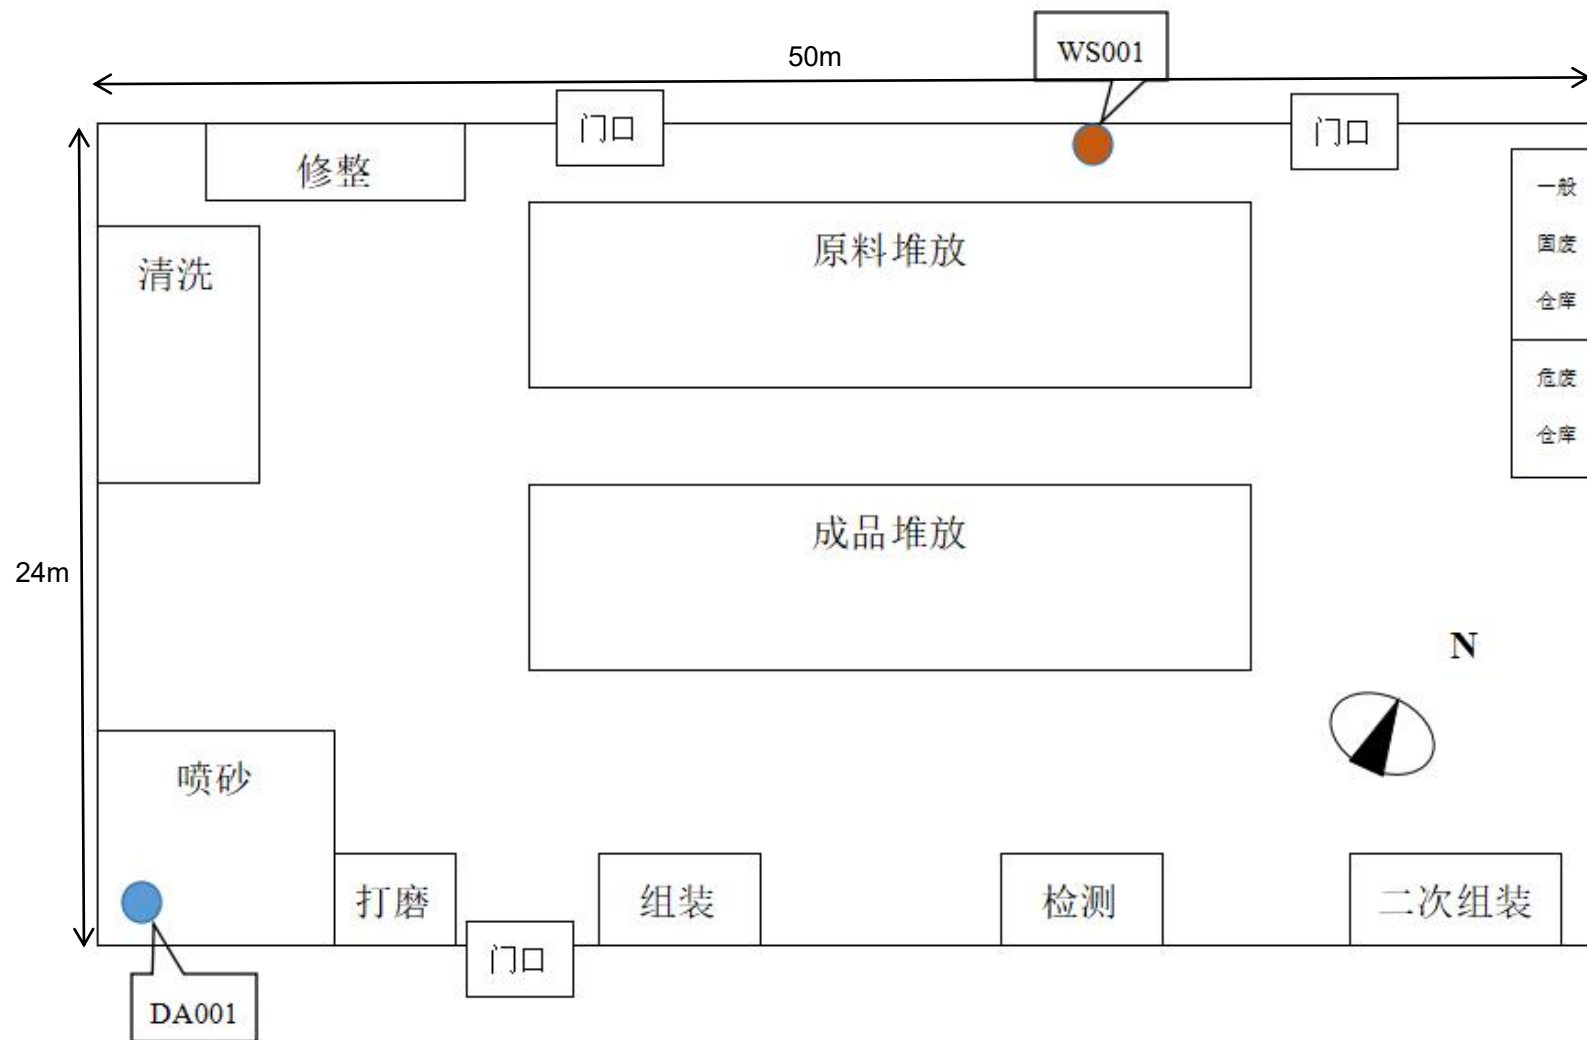 50m
WS001
门口
门口
修整
一般
固废
仓库
原料堆放
清洗
危废
仓库
成品堆放
24m
N
喷砂
打磨
组装
检测
二次组装
门口
DA001